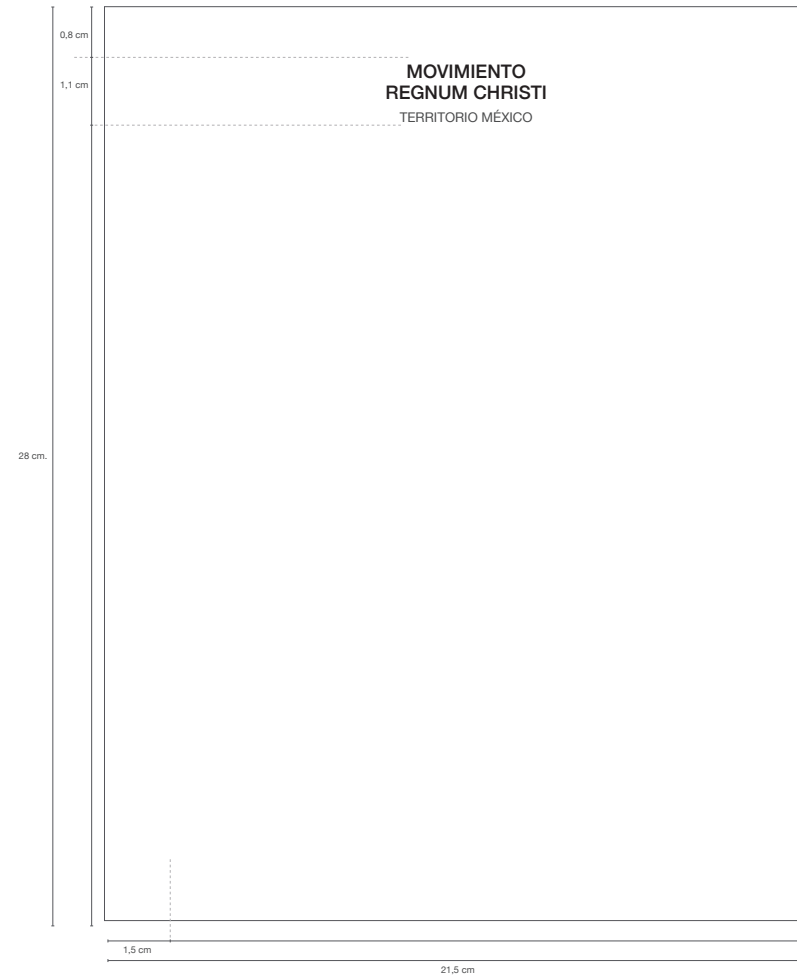 0,8 cm
MOVIMIENTO
1,1 cm
REGNUM CHRISTI
TERRITORIO MÉXICO
28 cm.
1,5 cm
21,5 cm